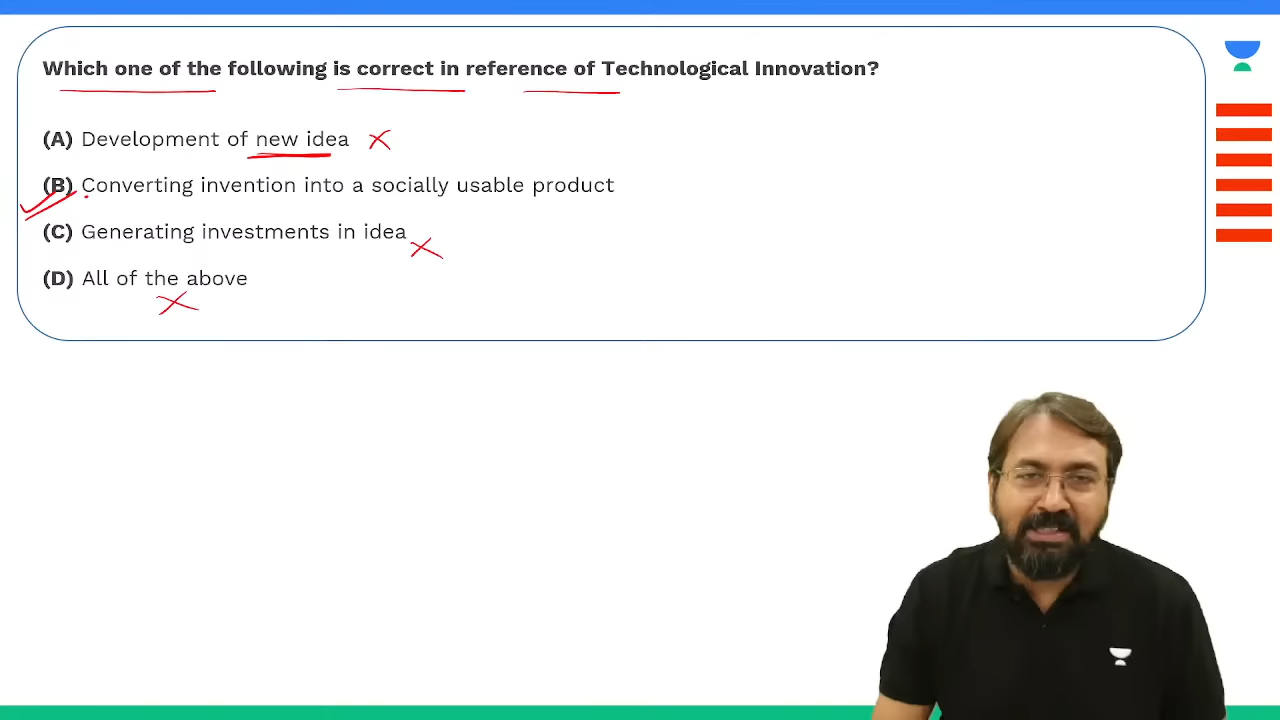 Which one of the following is correct in reference of Technological Innovation?
(A) Development of new idea
(B) Converting invention into a socially usable product
(C) Generating investments in idea
(D) All of the above